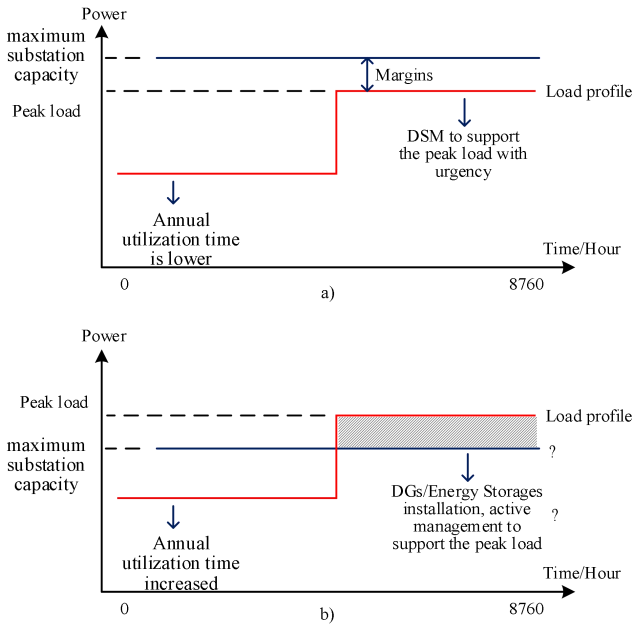 Power
maximum
substation
capacity
Margins
Peak load
Load profile
DSM to support
the peak load with
urgency
Annual
utilization time
is lower
Time/Hour
0
8760
a)
Power
Peak load
Load profile
maximum
substation
capacity
?
DGs/Energy Storages
installation, active
management to
support the peak load
?
Annual
utilization time
increased
Time/Hour
0
8760
b)